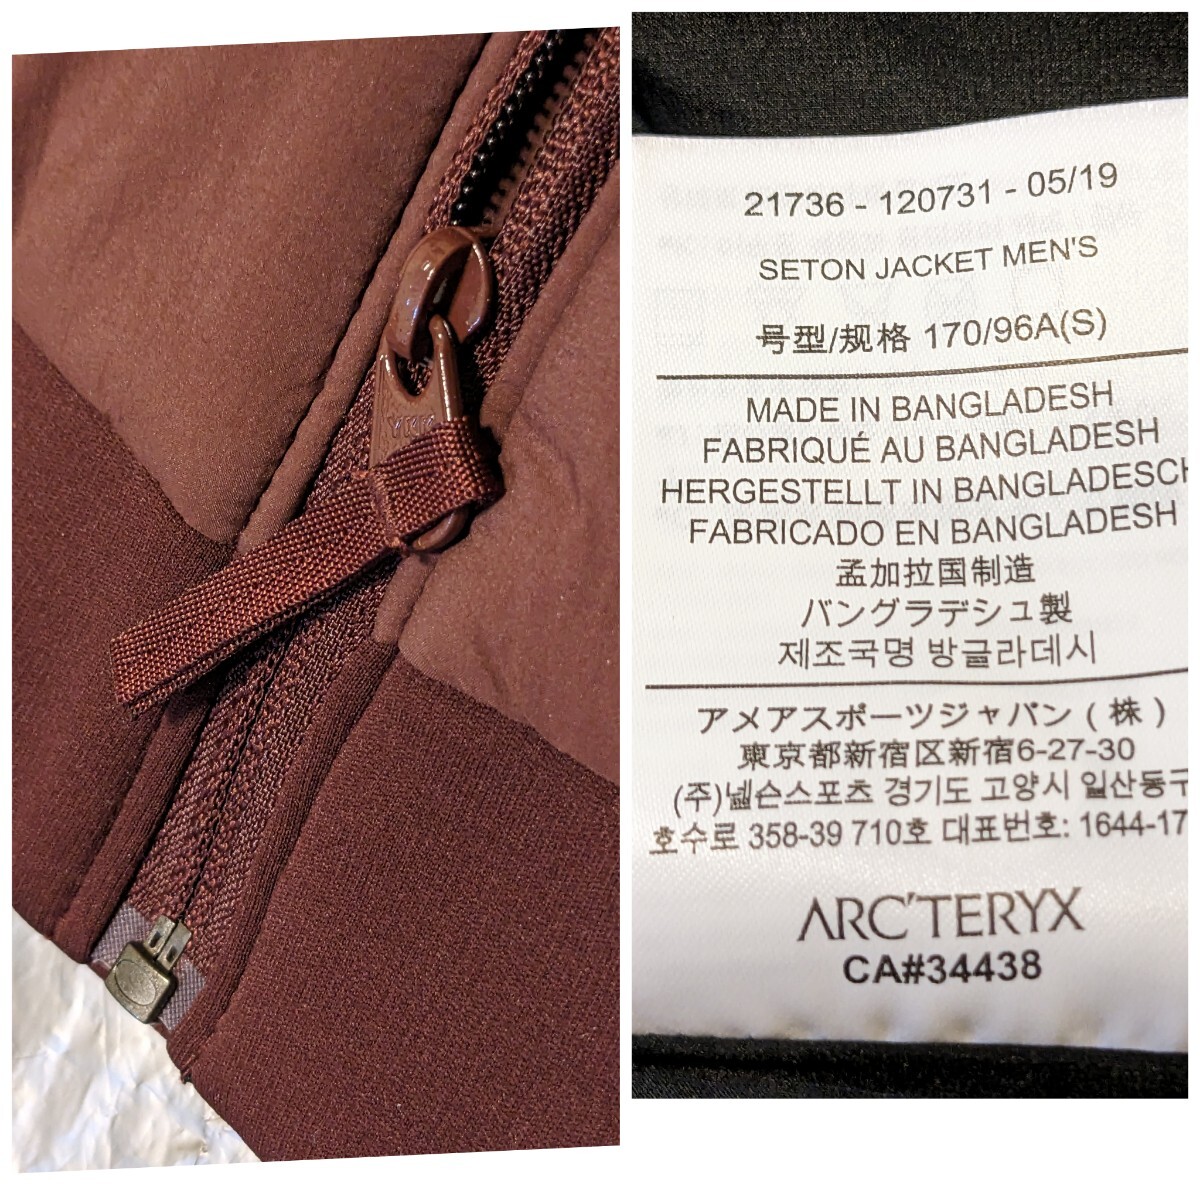 YKK
21736 - 120731 - 05/19
SETON JACKET MEN'S
号型/规格 170/96A(S)
MADE IN BANGLADESH
FABRIQUÉ AU BANGLADESH
HERGESTELLT IN BANGLADESCH
FABRICADO EN BANGLADESH
孟加拉国制造
バングラデシュ製
제조국명 방글라데시
アメアスポーツジャパン ( 株 )
東京都新宿区新宿6-27-30
(주)넬슨스포츠 경기도 고양시 일산동구
호수로 358-39 710호 대표번호: 1644-17
ARC'TERYX
CA#34438